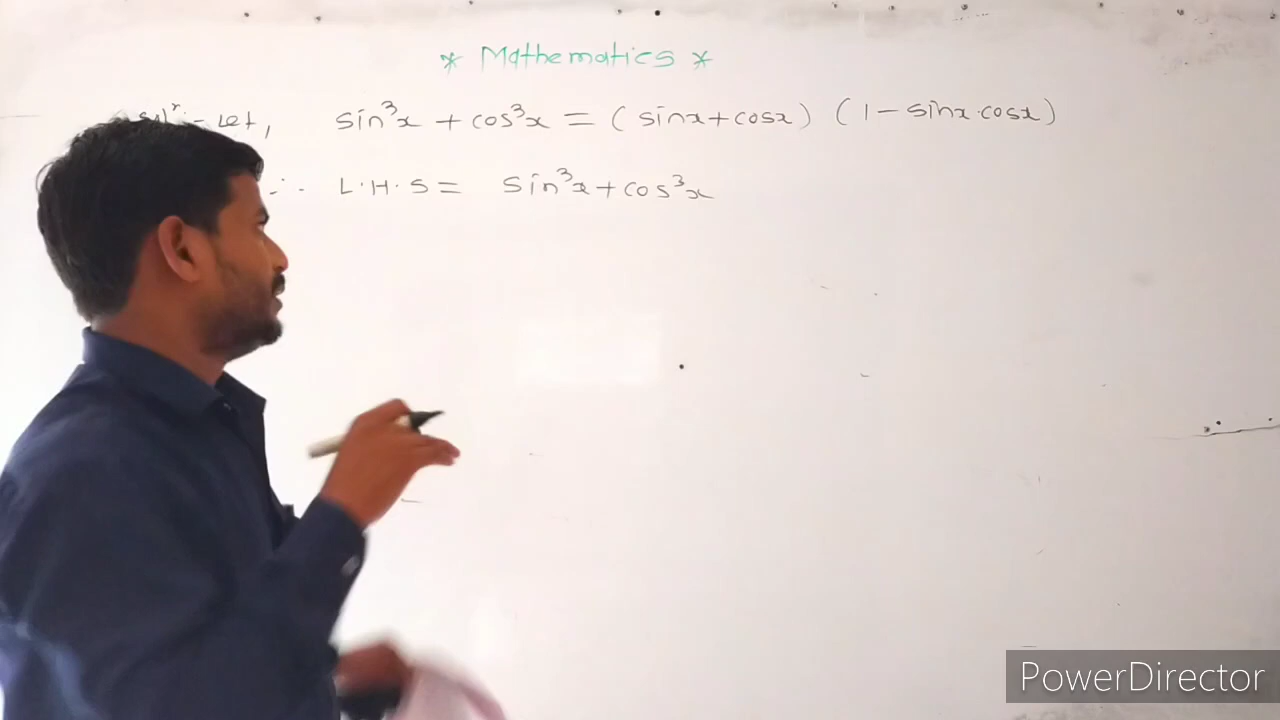 * Mathematics *
Let, sin³x + cos³x = (sinx+cosx) (1-sinx.cosx)
∴ L.H.S = sin³x+cos³x
PowerDirector